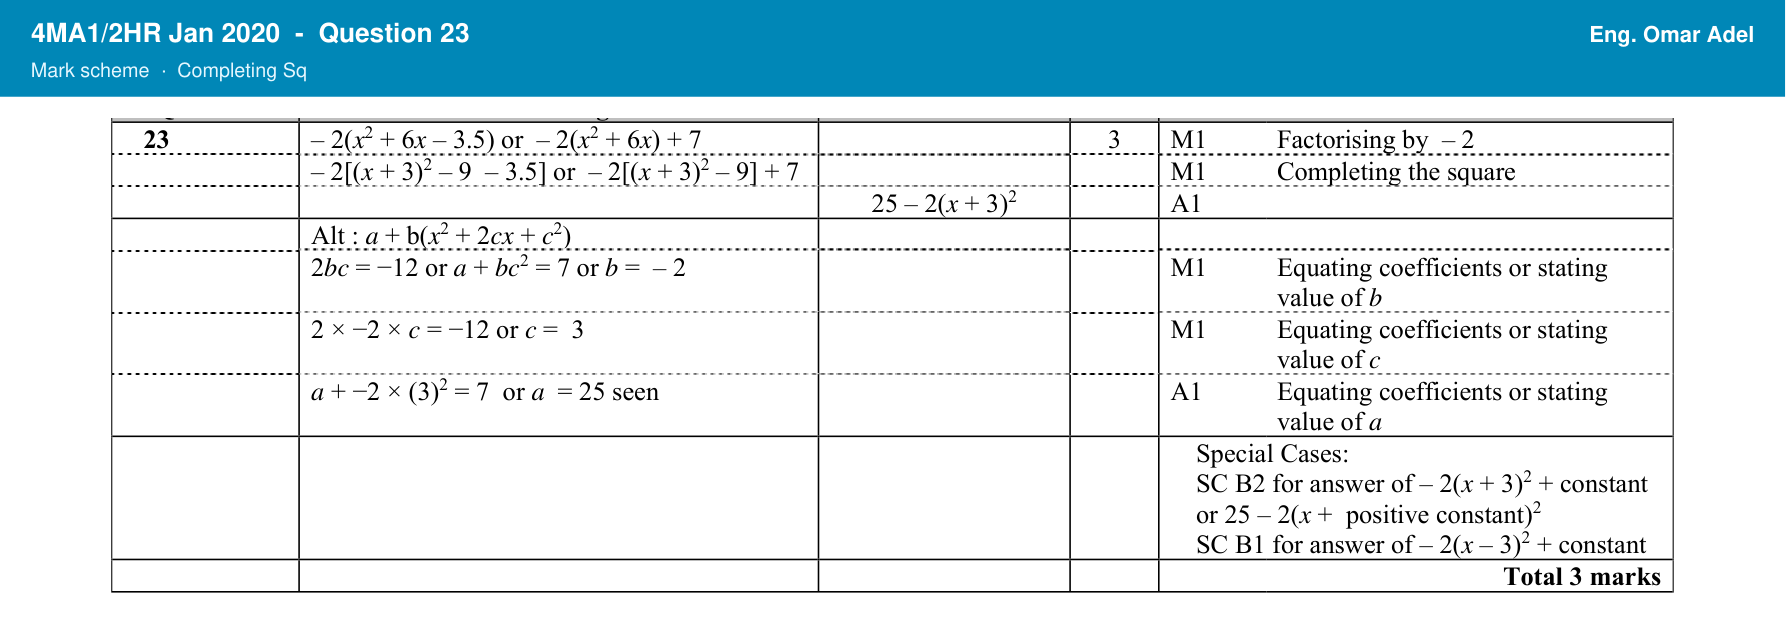 4MA1/2HR Jan 2020 - Question 23
Eng. Omar Adel
Mark scheme · Completing Sq
23 – 2(x² + 6x – 3.5) or – 2(x² + 6x) + 7 3 M1 Factorising by – 2
– 2[(x + 3)² – 9 – 3.5] or – 2[(x + 3)² – 9] + 7 M1 Completing the square
25 – 2(x + 3)² A1
Alt : a + b(x² + 2cx + c²)
2bc = −12 or a + bc² = 7 or b = – 2 M1 Equating coefficients or stating
value of b
2 × −2 × c = −12 or c = 3 M1 Equating coefficients or stating
value of c
a + −2 × (3)² = 7 or a = 25 seen A1 Equating coefficients or stating
value of a
Special Cases:
SC B2 for answer of – 2(x + 3)² + constant
or 25 – 2(x + positive constant)²
SC B1 for answer of – 2(x – 3)² + constant
Total 3 marks